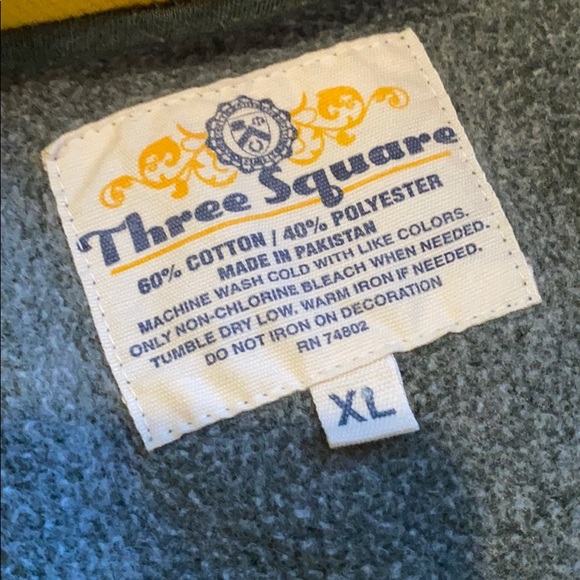 Three Square
60% COTTON / 40% POLYESTER
MADE IN PAKISTAN
MACHINE WASH COLD WITH LIKE COLORS.
ONLY NON-CHLORINE BLEACH WHEN NEEDED.
TUMBLE DRY LOW. WARM IRON IF NEEDED.
DO NOT IRON ON DECORATION
RN 74802
XL